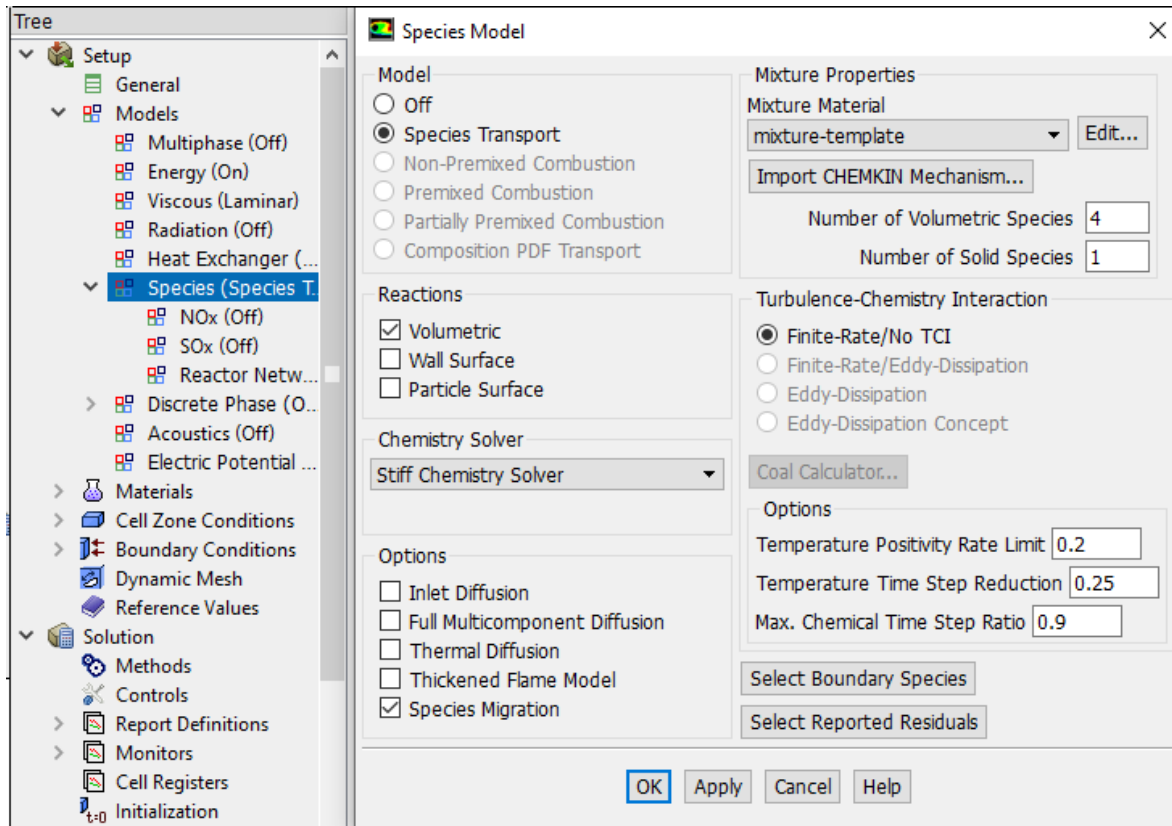 Tree
Setup
General
Models
Multiphase (Off)
Energy (On)
Viscous (Laminar)
Radiation (Off)
Heat Exchanger (...
Species (Species T...
NOx (Off)
SOx (Off)
Reactor Netw...
Discrete Phase (O...
Acoustics (Off)
Electric Potential ...
Materials
Cell Zone Conditions
Boundary Conditions
Dynamic Mesh
Reference Values
Solution
Methods
Controls
Report Definitions
Monitors
Cell Registers
t=0 Initialization
Species Model
Model
Off
Species Transport
Non-Premixed Combustion
Premixed Combustion
Partially Premixed Combustion
Composition PDF Transport
Reactions
Volumetric
Wall Surface
Particle Surface
Chemistry Solver
Stiff Chemistry Solver
Options
Inlet Diffusion
Full Multicomponent Diffusion
Thermal Diffusion
Thickened Flame Model
Species Migration
Mixture Properties
Mixture Material
mixture-template Edit...
Import CHEMKIN Mechanism...
Number of Volumetric Species 4
Number of Solid Species 1
Turbulence-Chemistry Interaction
Finite-Rate/No TCI
Finite-Rate/Eddy-Dissipation
Eddy-Dissipation
Eddy-Dissipation Concept
Coal Calculator...
Options
Temperature Positivity Rate Limit 0.2
Temperature Time Step Reduction 0.25
Max. Chemical Time Step Ratio 0.9
Select Boundary Species
Select Reported Residuals
OK Apply Cancel Help